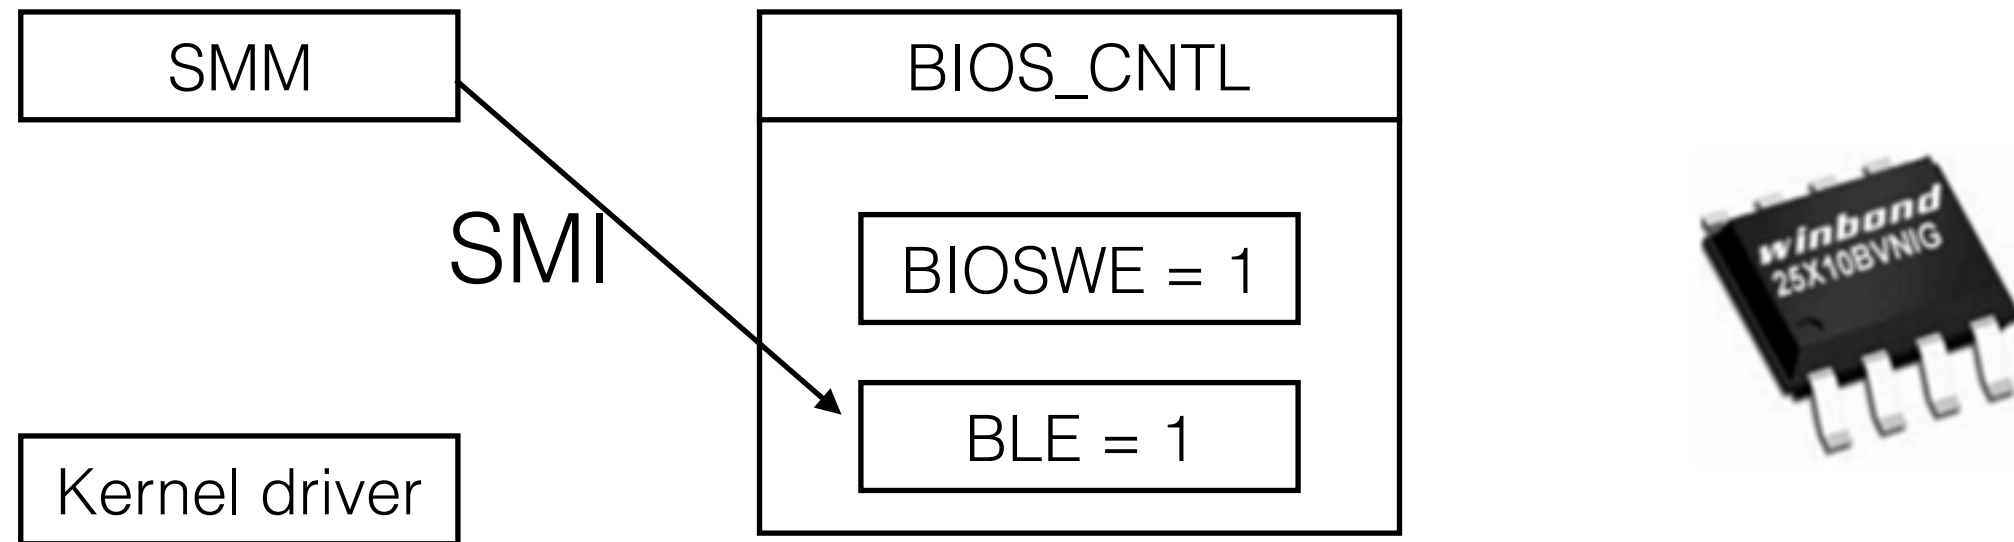 SMM
BIOS_CNTL
SMI
BIOSWE = 1
BLE = 1
Kernel driver
winbond
25X10BVNIG